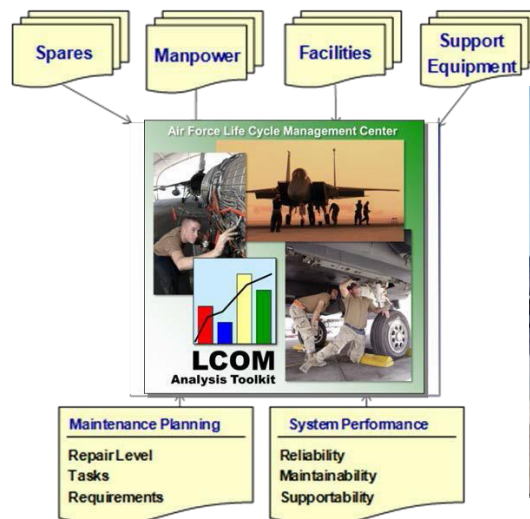 Spares
Manpower
Facilities
Support
Equipment
Air Force Life Cycle Management Center
LCOM
Analysis Toolkit
Maintenance Planning
Repair Level
Tasks
Requirements
System Performance
Reliability
Maintainability
Supportability